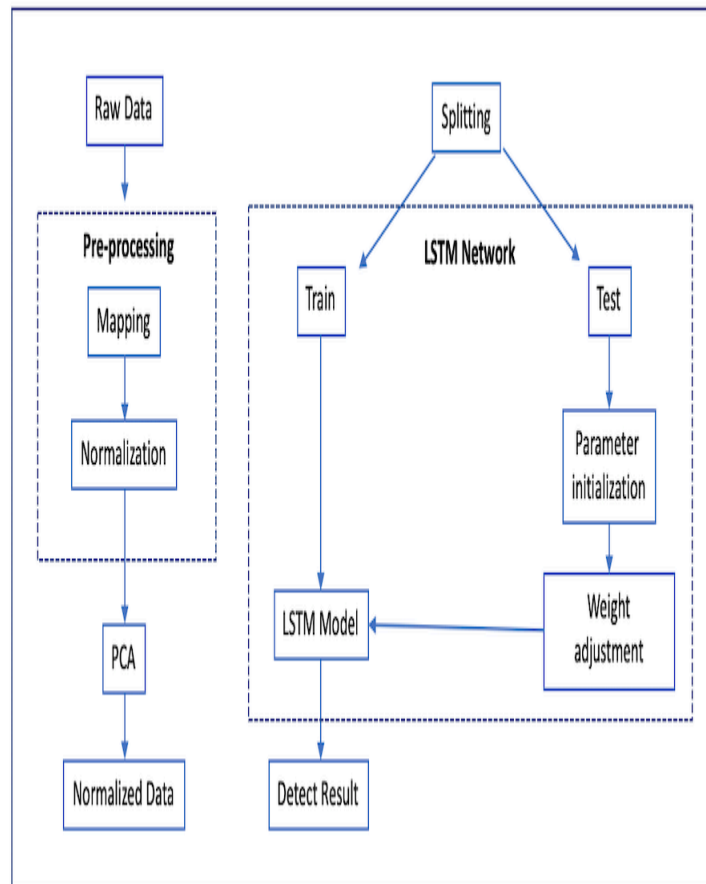 Raw Data
Pre-processing
Mapping
Normalization
PCA
Normalized Data
Splitting
LSTM Network
Train
Test
Parameter
initialization
Weight
adjustment
LSTM Model
Detect Result